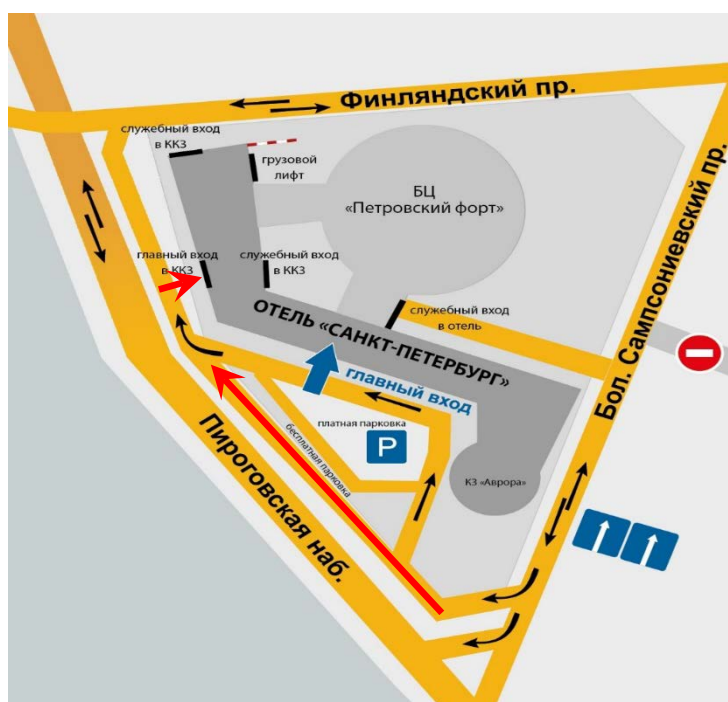 Финляндский пр.
служебный вход
в ККЗ
грузовой
лифт
БЦ
«Петровский форт»
главный вход
в ККЗ
служебный вход
в ККЗ
служебный вход
в отель
ОТЕЛЬ «САНКТ-ПЕТЕРБУРГ»
Бол. Сампсониевский пр.
главный вход
платная парковка
P
бесплатная парковка
КЗ «Аврора»
Пироговская наб.